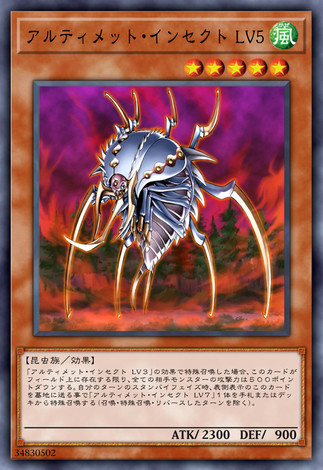 アルティメット・インセクト LV5
風
【昆虫族／効果】
「アルティメット・インセクト LV3」の効果で特殊召喚した場合、このカードが
フィールド上に存在する限り、全ての相手モンスターの攻撃力は５００ポイン
トダウンする。自分のターンのスタンバイフェイズ時、表側表示のこのカード
を墓地に送る事で「アルティメット・インセクト LV7」１体を手札またはデッ
キから特殊召喚する（召喚・特殊召喚・リバースしたターンを除く）。
ATK/ 2300 DEF/ 900
34830502